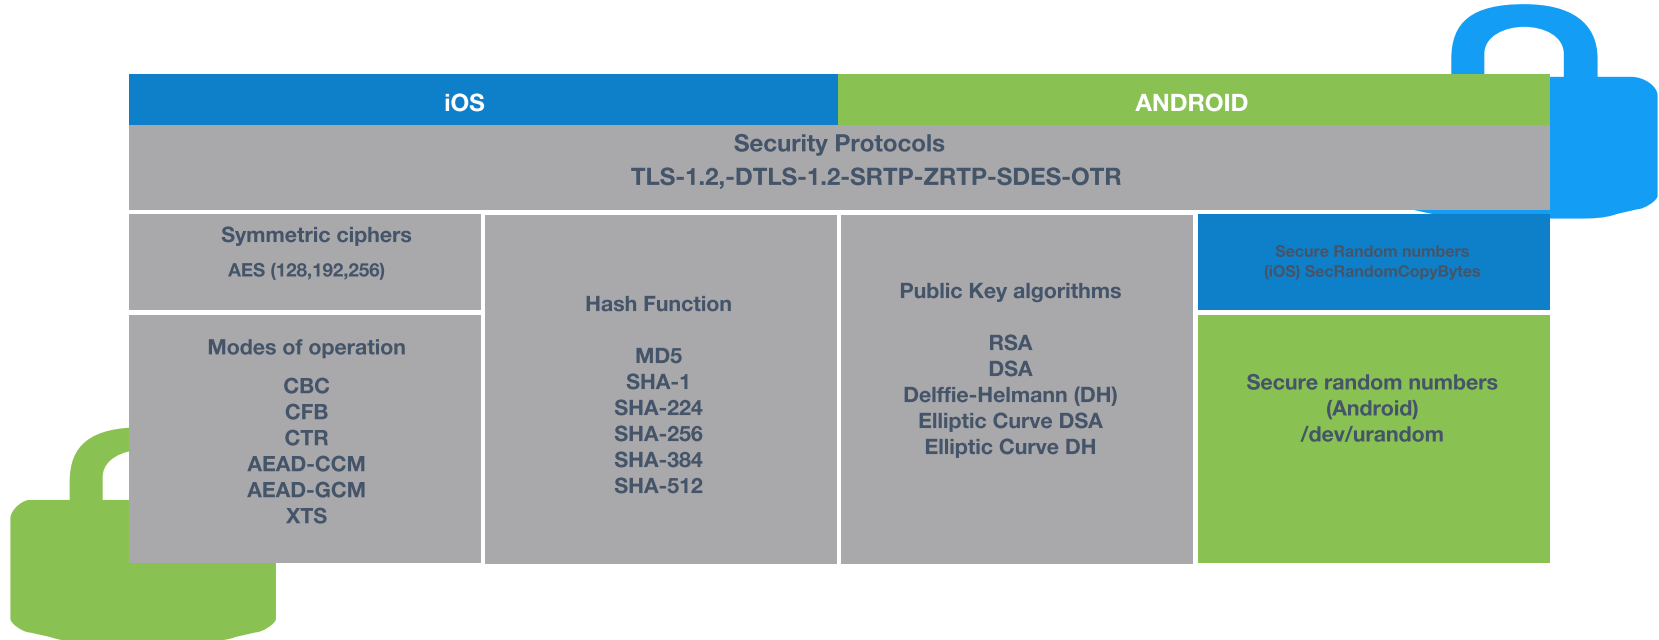 iOS
ANDROID
Security Protocols
TLS-1.2,-DTLS-1.2-SRTP-ZRTP-SDES-OTR
Symmetric ciphers
AES (128,192,256)
Modes of operation
CBC
CFB
CTR
AEAD-CCM
AEAD-GCM
XTS
Hash Function
MD5
SHA-1
SHA-224
SHA-256
SHA-384
SHA-512
Public Key algorithms
RSA
DSA
Delffie-Helmann (DH)
Elliptic Curve DSA
Elliptic Curve DH
Secure Random numbers
(iOS) SecRandomCopyBytes
Secure random numbers
(Android)
/dev/urandom